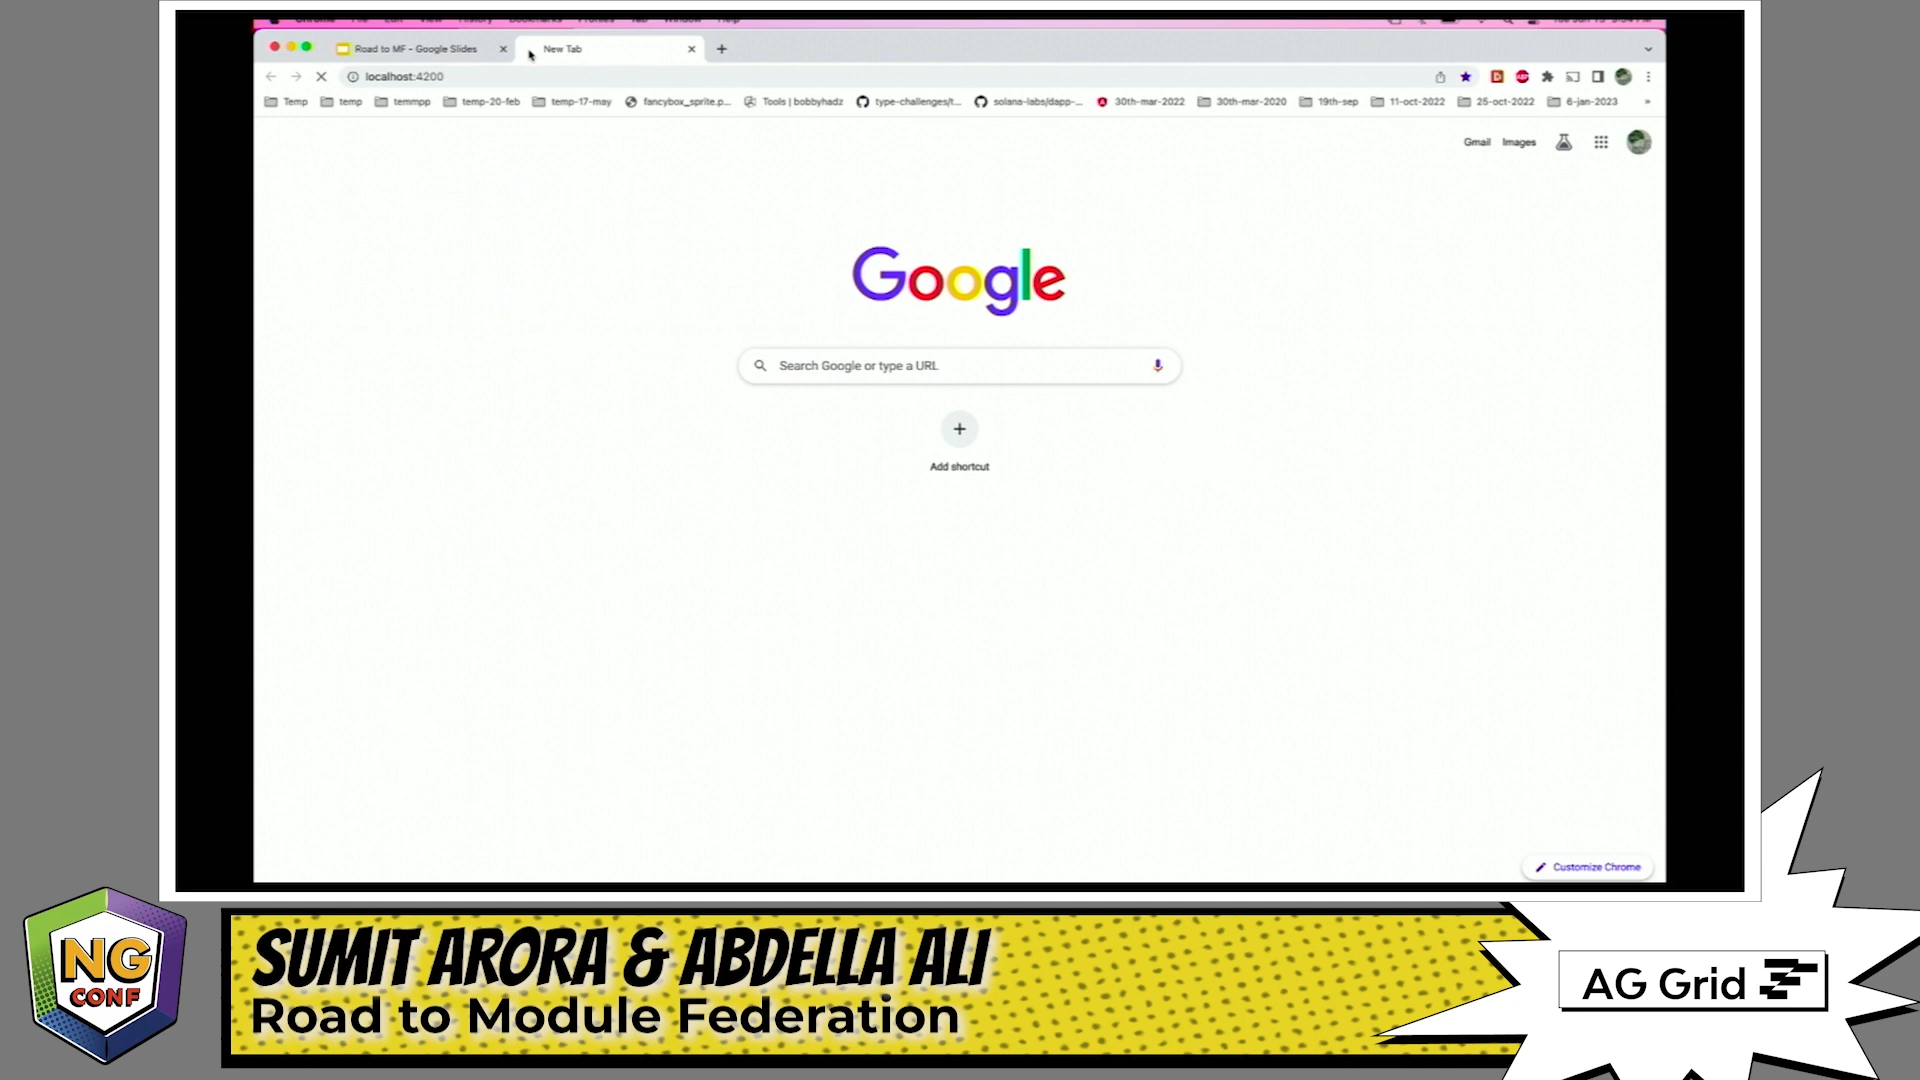 Road to MF - Google Slides
New Tab
localhost:4200
Temp
temp
temmpp
temp-20-feb
temp-17-may
fancybox_sprite.p...
Tools | bobbyhadz
type-challenges/t...
solana-labs/dapp-...
30th-mar-2022
30th-mar-2020
19th-sep
11-oct-2022
25-oct-2022
6-jan-2023
Gmail
Images
Google
Search Google or type a URL
Add shortcut
Customize Chrome
NG
CONF
SUMIT ARORA & ABDELLA ALI
Road to Module Federation
AG Grid